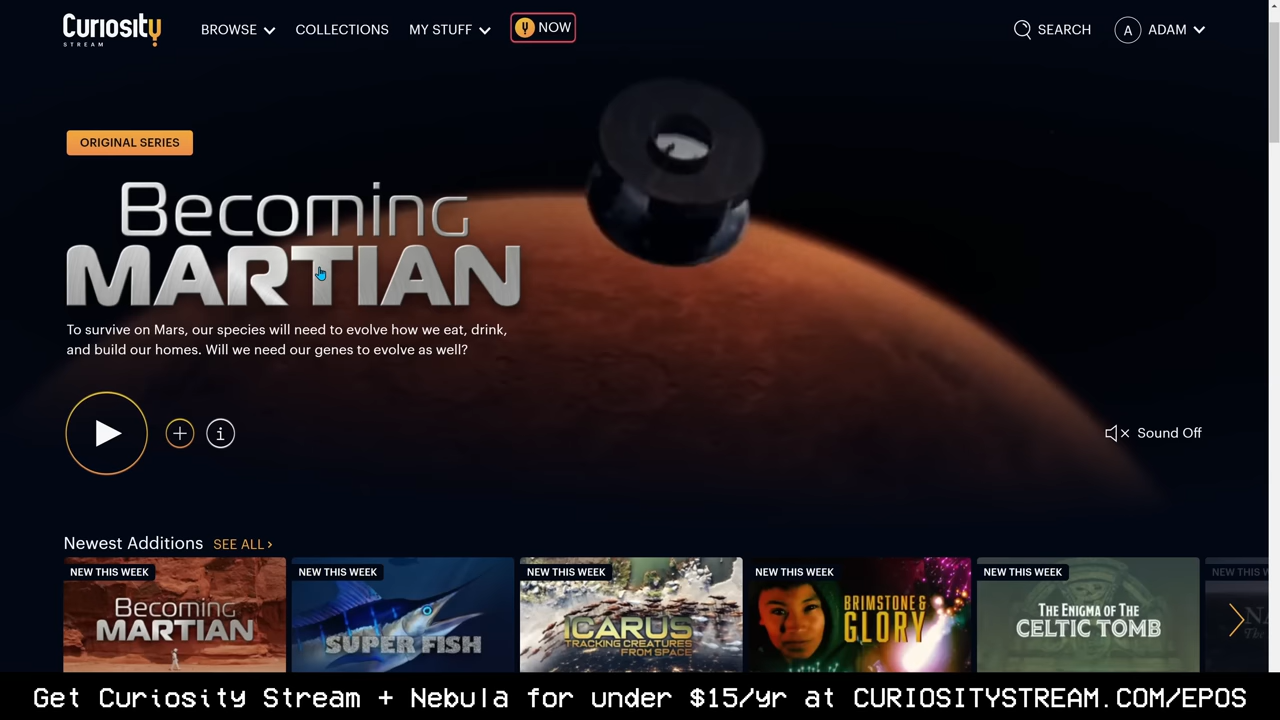 Curiosity
STREAM
BROWSE
COLLECTIONS
MY STUFF
NOW
SEARCH
A
ADAM
ORIGINAL SERIES
Becoming
MARTIAN
To survive on Mars, our species will need to evolve how we eat, drink,
and build our homes. Will we need our genes to evolve as well?
Sound Off
Newest Additions SEE ALL >
NEW THIS WEEK
Becoming
MARTIAN
NEW THIS WEEK
SUPER FISH
NEW THIS WEEK
ICARUS
TRACKING CREATURES
FROM SPACE
NEW THIS WEEK
BRIMSTONE &
GLORY
NEW THIS WEEK
THE ENIGMA OF THE
CELTIC TOMB
NEW THIS W
Get Curiosity Stream + Nebula for under $15/yr at CURIOSITYSTREAM.COM/EPOS